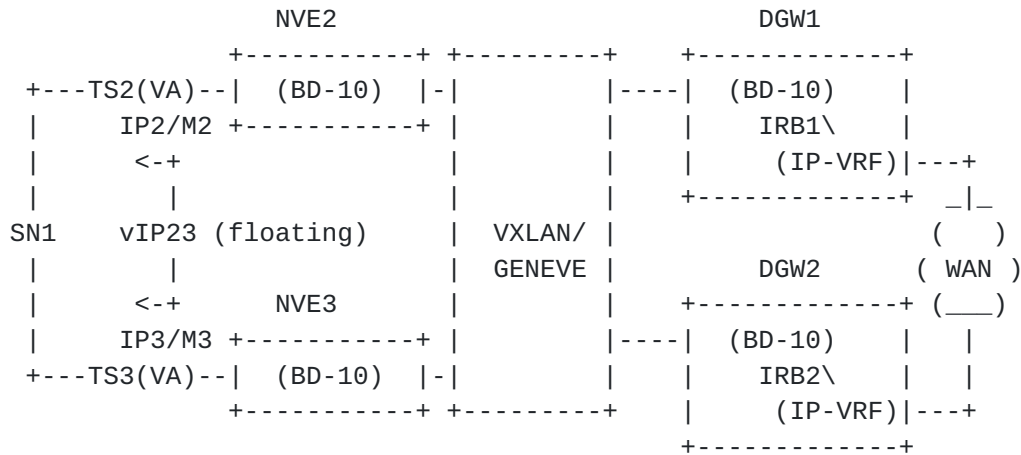 NVE2                           DGW1
              +-----------+ +---------+    +-------------+
 +---TS2(VA)--|  (BD-10)  |-|         |----|  (BD-10)    |
 |     IP2/M2 +-----------+ |         |    |    IRB1\    |
 |      <-+                 |         |    |     (IP-VRF)|---+
 |        |                 |         |    +-------------+  _|_
SN1    vIP23 (floating)     |  VXLAN/ |                    (   )
 |        |                 |  GENEVE |         DGW2      ( WAN )
 |      <-+      NVE3       |         |    +-------------+ (___)
 |     IP3/M3 +-----------+ |         |----|  (BD-10)    |   |
 +---TS3(VA)--|  (BD-10)  |-|         |    |    IRB2\    |   |
              +-----------+ +---------+    |     (IP-VRF)|---+
                                           +-------------+